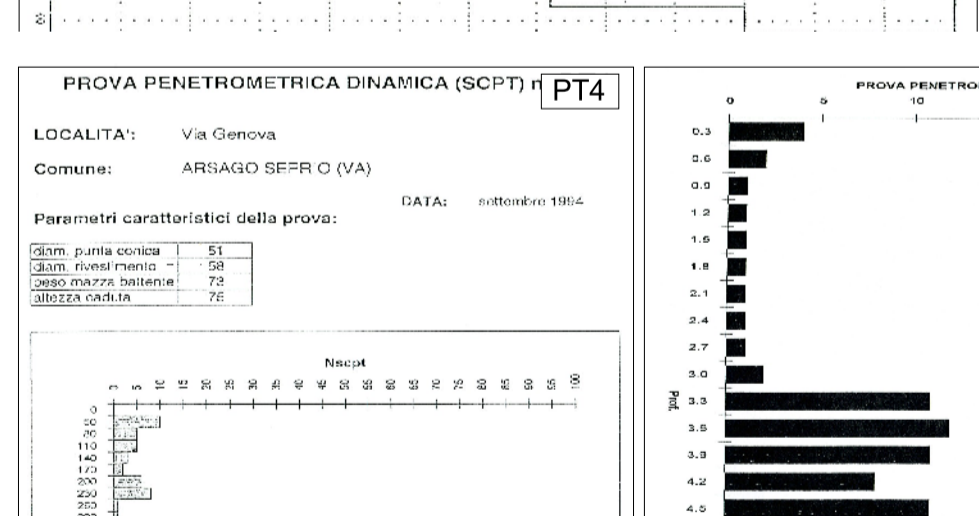 PROVA PENETROMETRICA DINAMICA (SCPT) n
PT4
LOCALITA': Via Genova
Comune: ARSAGO SEPRIO (VA)
DATA: settembre 1994
Parametri caratteristici della prova:
diam. punta conica 51
diam. rivestimento 58
peso mazza battente 73
altezza caduta 75
Nscpt
0 5 10 15 20 25 30 35 40 45 50 55 60 65 70 75 80 85 90 95 100
0
50
80
110
140
170
200
230
260
PROVA PENETRO
0 5 10
0.3
0.6
0.9
1.2
1.5
1.8
2.1
2.4
2.7
3.0
Prof.
3.3
3.6
3.9
4.2
4.5